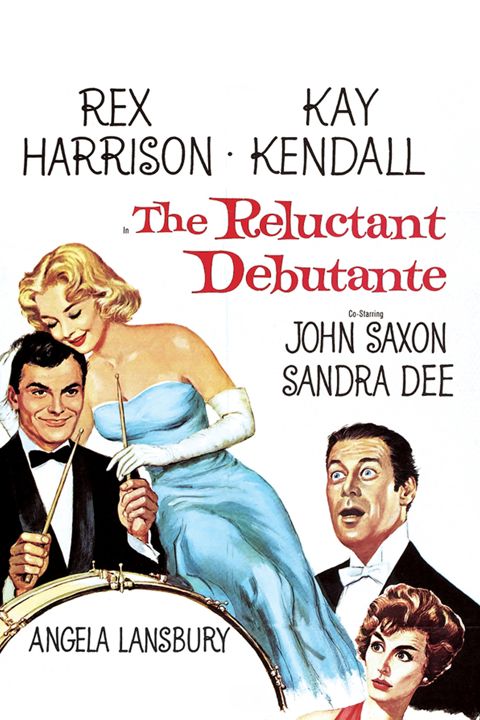 REX
HARRISON · KAY
KENDALL
in The Reluctant
Debutante
Co-Starring
JOHN SAXON
SANDRA DEE
ANGELA LANSBURY